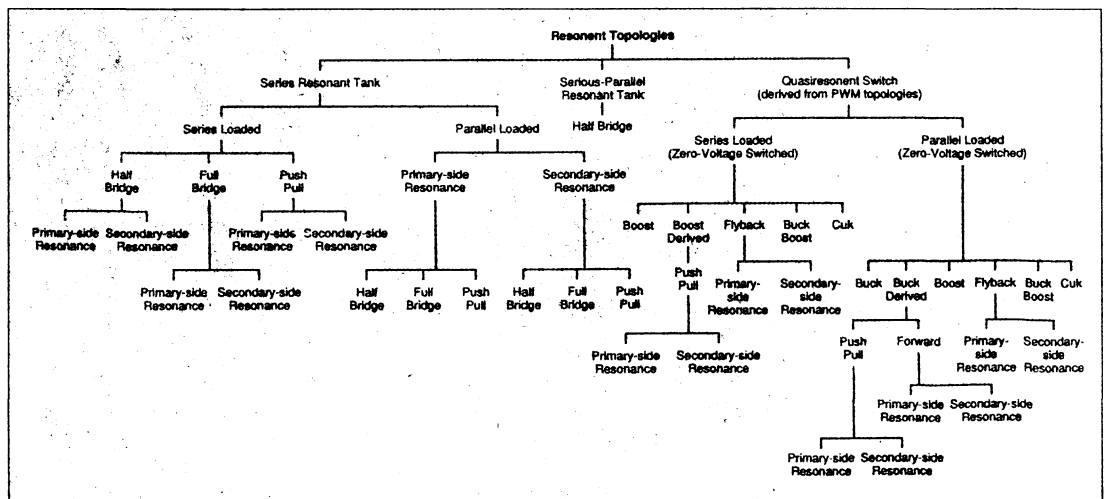 Resonent Topologies
Series Resonant Tank
Serious-Parallel
Resonant Tank
Quasiresonent Switch
(derived from PWM topologies)
Half Bridge
Series Loaded
Parallel Loaded
Series Loaded
(Zero-Voltage Switched)
Parallel Loaded
(Zero-Voltage Switched)
Half
Bridge
Full
Bridge
Push
Pull
Primary-side
Resonance
Secondary-side
Resonance
Primary-side
Resonance
Secondary-side
Resonance
Primary-side
Resonance
Secondary-side
Resonance
Primary-side
Resonance
Secondary-side
Resonance
Half
Bridge
Full
Bridge
Push
Pull
Half
Bridge
Full
Bridge
Push
Pull
Boost
Boost
Derived
Flyback
Buck
Boost
Cuk
Push
Pull
Primary-
side
Resonance
Secondary-
side
Resonance
Primary-side
Resonance
Secondary-side
Resonance
Buck
Buck
Derived
Boost
Flyback
Buck
Boost
Cuk
Push
Pull
Forward
Primary-
side
Resonance
Secondary-
side
Resonance
Primary-side
Resonance
Secondary-side
Resonance
Primary-side
Resonance
Secondary-side
Resonance